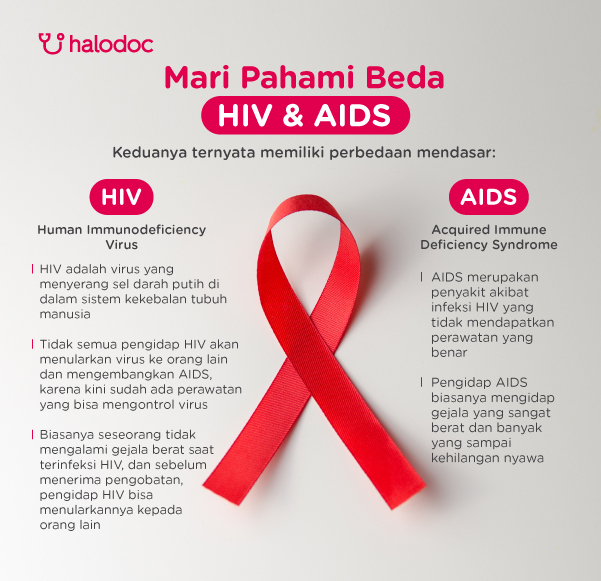 halodoc
Mari Pahami Beda
HIV & AIDS
Keduanya ternyata memiliki perbedaan mendasar:
HIV
Human Immunodeficiency
Virus
HIV adalah virus yang
menyerang sel darah putih di
dalam sistem kekebalan tubuh
manusia
Tidak semua pengidap HIV akan
menularkan virus ke orang lain
dan mengembangkan AIDS,
karena kini sudah ada perawatan
yang bisa mengontrol virus
Biasanya seseorang tidak
mengalami gejala berat saat
terinfeksi HIV, dan sebelum
menerima pengobatan,
pengidap HIV bisa
menularkannya kepada
orang lain
AIDS
Acquired Immune
Deficiency Syndrome
AIDS merupakan
penyakit akibat
infeksi HIV yang
tidak mendapatkan
perawatan yang
benar
Pengidap AIDS
biasanya mengidap
gejala yang sangat
berat dan banyak
yang sampai
kehilangan nyawa